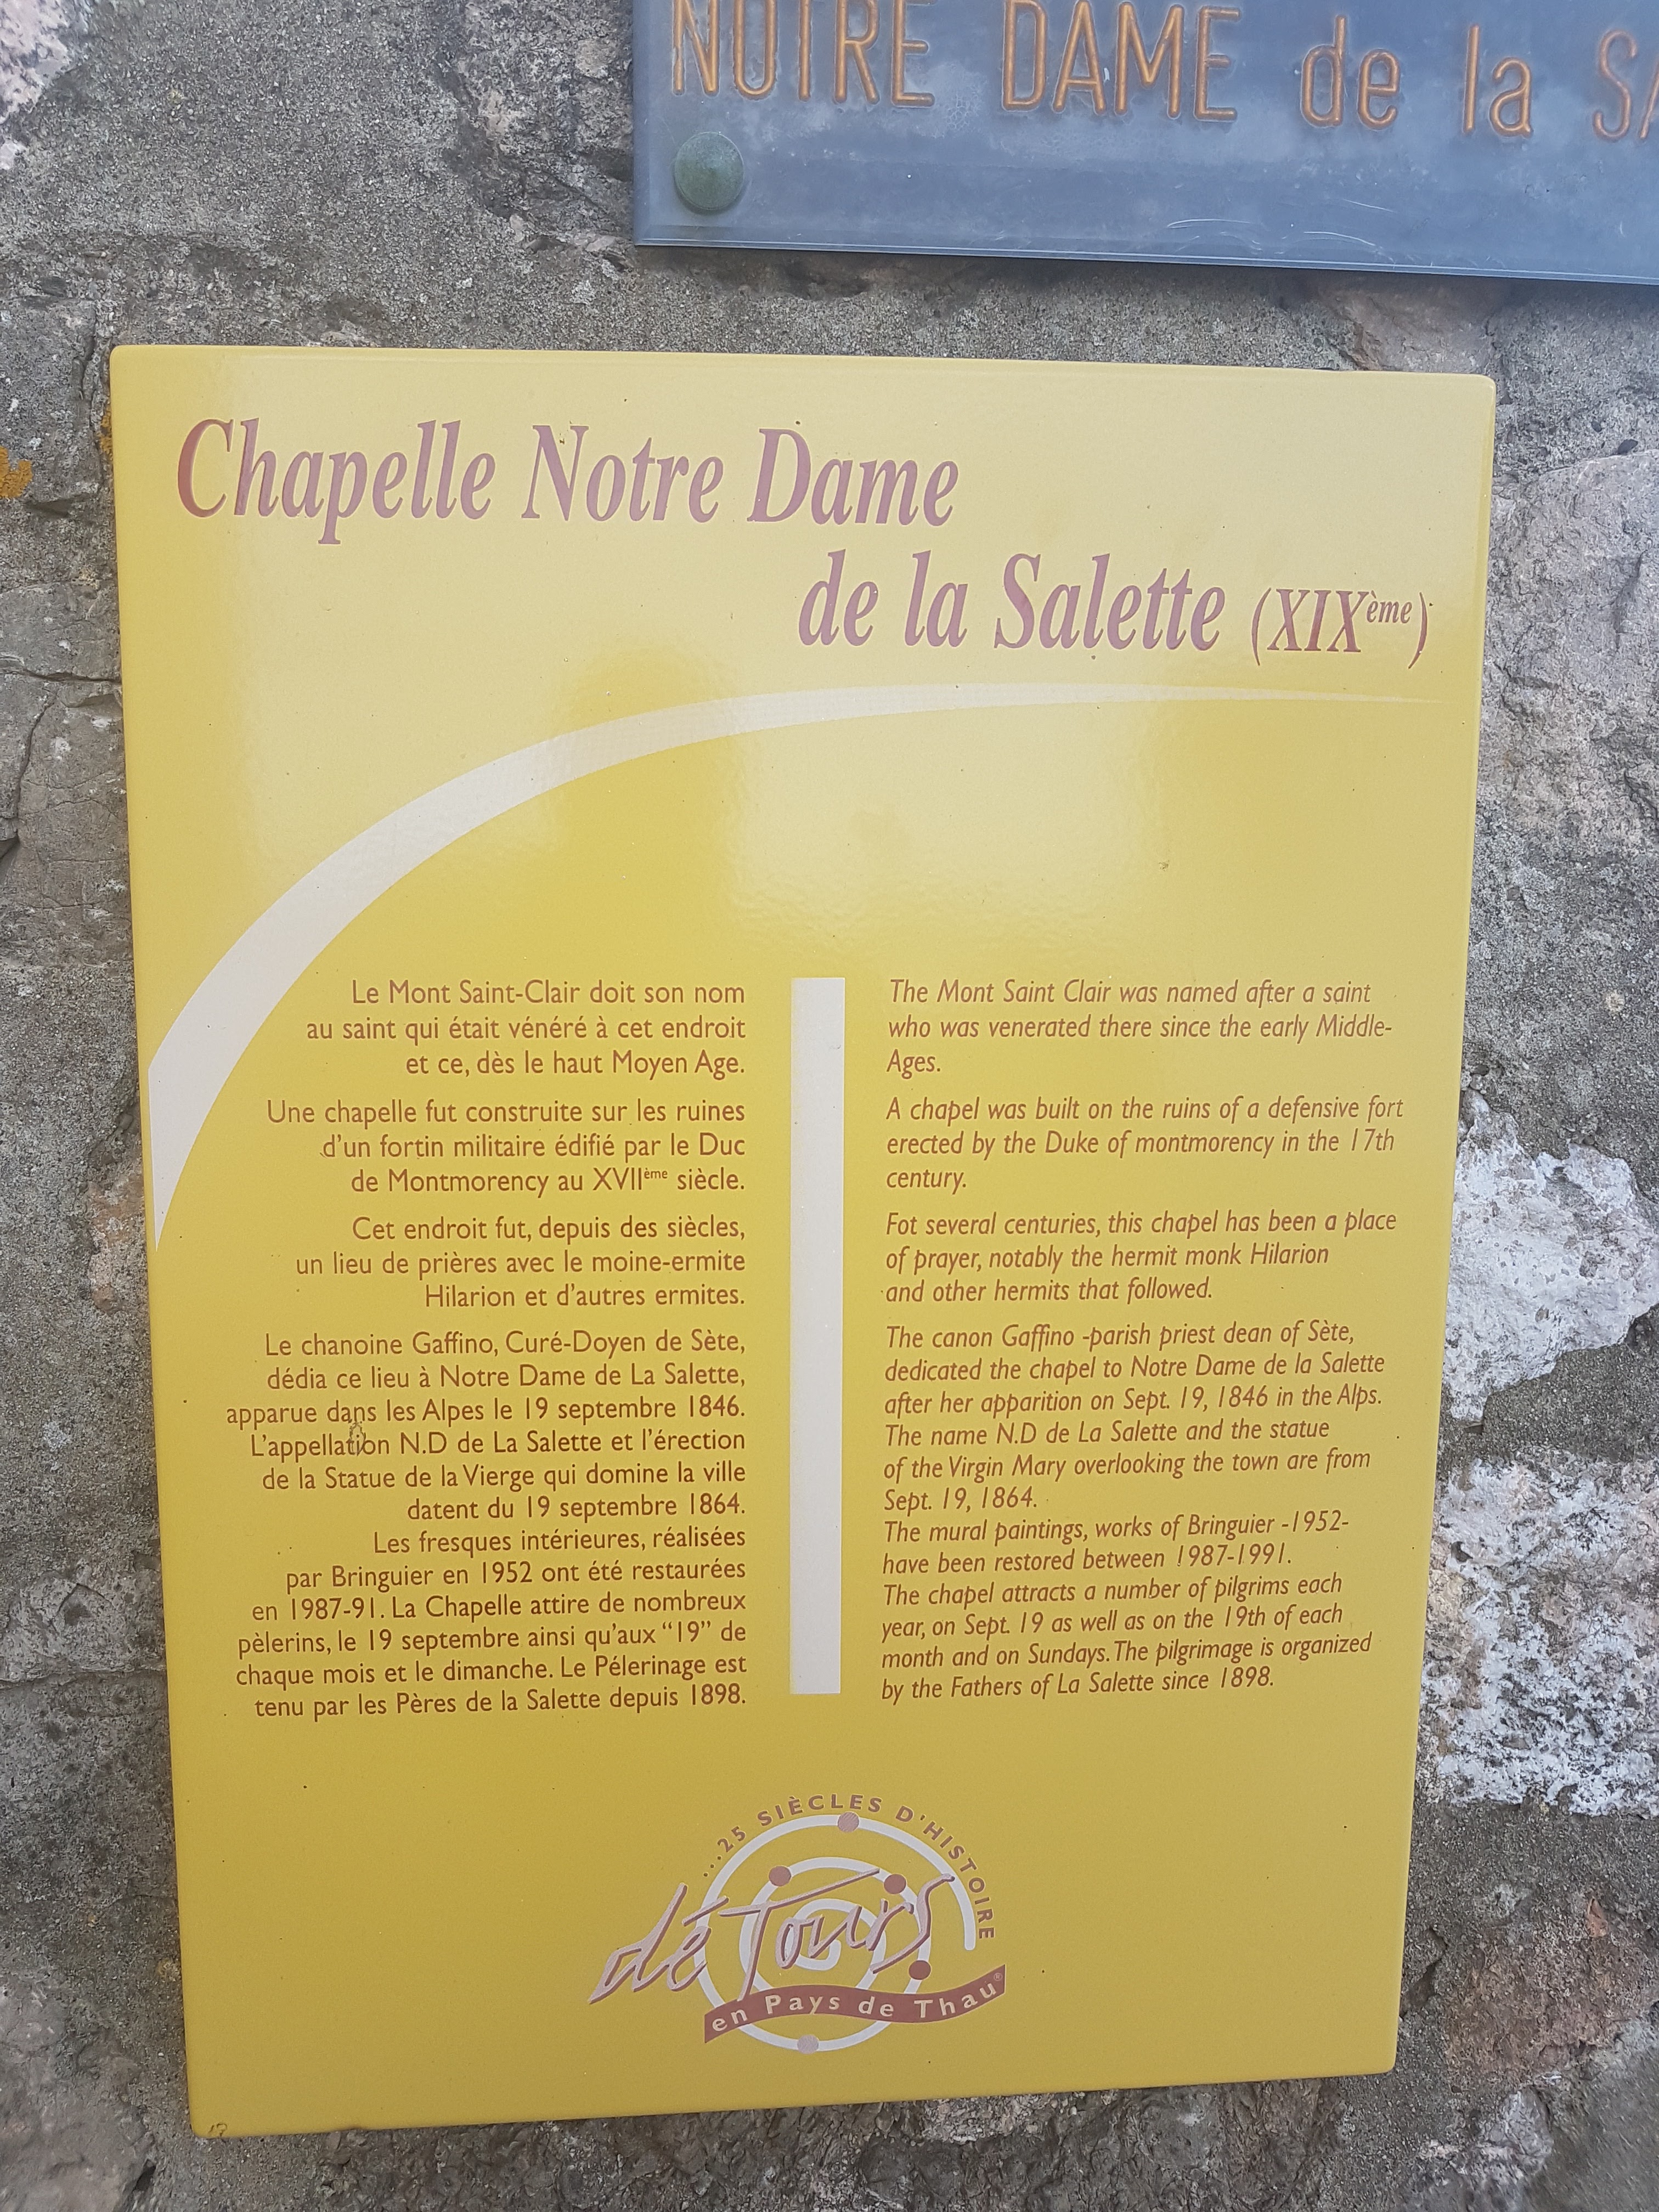 NOTRE DAME de la
Chapelle Notre Dame
de la Salette (XIXème)
Le Mont Saint-Clair doit son nom
au saint qui était vénéré à cet endroit
et ce, dès le haut Moyen Age.
Une chapelle fut construite sur les ruines
d'un fortin militaire édifié par le Duc
de Montmorency au XVIIème siècle.
Cet endroit fut, depuis des siècles,
un lieu de prières avec le moine-ermite
Hilarion et d'autres ermites.
Le chanoine Gaffino, Curé-Doyen de Sète,
dédia ce lieu à Notre Dame de La Salette,
apparue dans les Alpes le 19 septembre 1846.
L'appellation N.D de La Salette et l'érection
de la Statue de la Vierge qui domine la ville
datent du 19 septembre 1864.
Les fresques intérieures, réalisées
par Bringuier en 1952 ont été restaurées
en 1987-91. La Chapelle attire de nombreux
pèlerins, le 19 septembre ainsi qu'aux “19” de
chaque mois et le dimanche. Le Pélerinage est
tenu par les Pères de la Salette depuis 1898.
The Mont Saint Clair was named after a saint
who was venerated there since the early Middle-
Ages.
A chapel was built on the ruins of a defensive fort
erected by the Duke of montmorency in the 17th
century.
Fot several centuries, this chapel has been a place
of prayer, notably the hermit monk Hilarion
and other hermits that followed.
The canon Gaffino -parish priest dean of Sète,
dedicated the chapel to Notre Dame de la Salette
after her apparition on Sept. 19, 1846 in the Alps.
The name N.D de La Salette and the statue
of the Virgin Mary overlooking the town are from
Sept. 19, 1864.
The mural paintings, works of Bringuier -1952-
have been restored between 1987-1991.
The chapel attracts a number of pilgrims each
year, on Sept. 19 as well as on the 19th of each
month and on Sundays. The pilgrimage is organized
by the Fathers of La Salette since 1898.
...25 SIÈCLES D'HISTOIRE
dé Tours
en Pays de Thau®